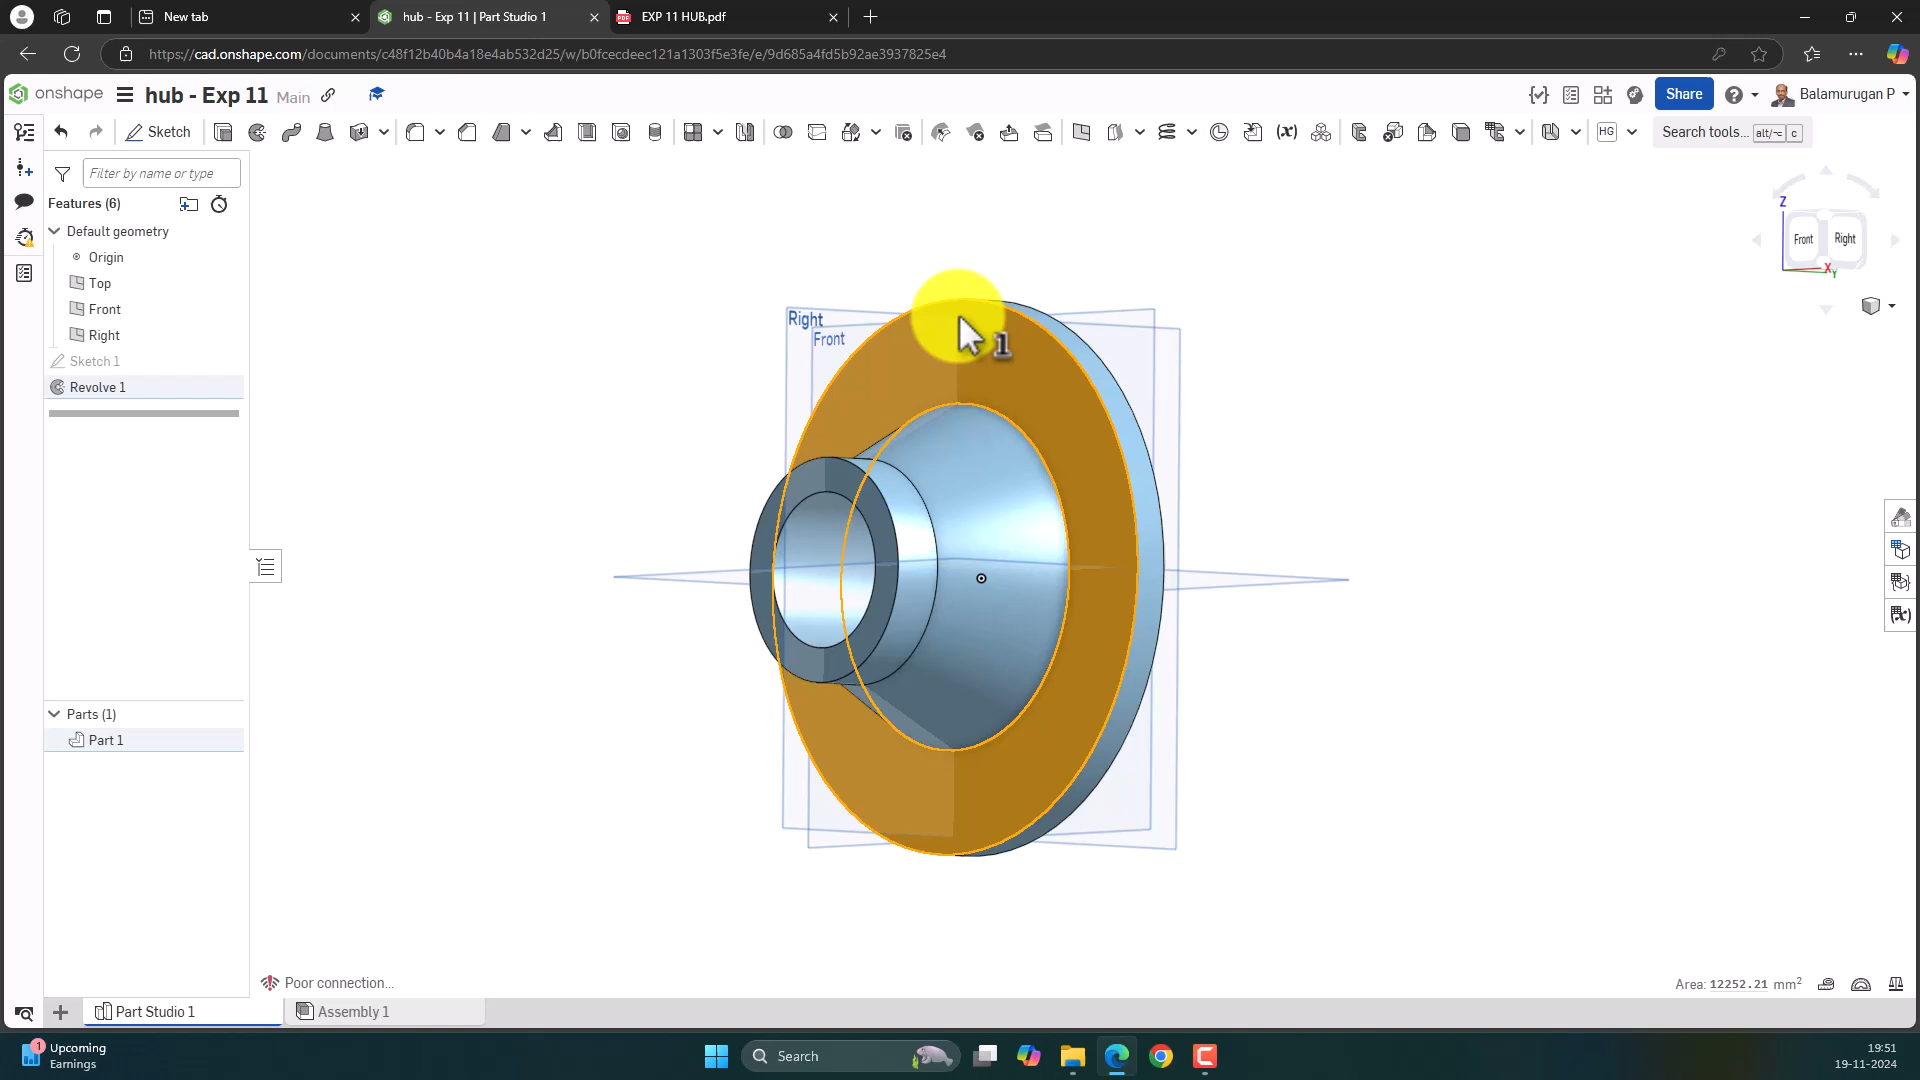 New tab
hub - Exp 11 | Part Studio 1
EXP 11 HUB.pdf
https://cad.onshape.com/documents/c48f12b40b4a18e4ab532d25/w/b0fcecdeec121a1303f5e3fe/e/9d685a4fd5b92ae3937825e4
onshape
hub - Exp 11 Main
Share
Balamurugan P
Sketch
HG
Search tools... alt/⌥ c
Filter by name or type
Features (6)
Default geometry
Origin
Top
Front
Right
Sketch 1
Revolve 1
Right
Front
1
Z
Front
Right
X
Y
Parts (1)
Part 1
Poor connection...
Area: 12252.21 mm²
Part Studio 1
Assembly 1
1
Upcoming
Earnings
Search
19:51
19-11-2024